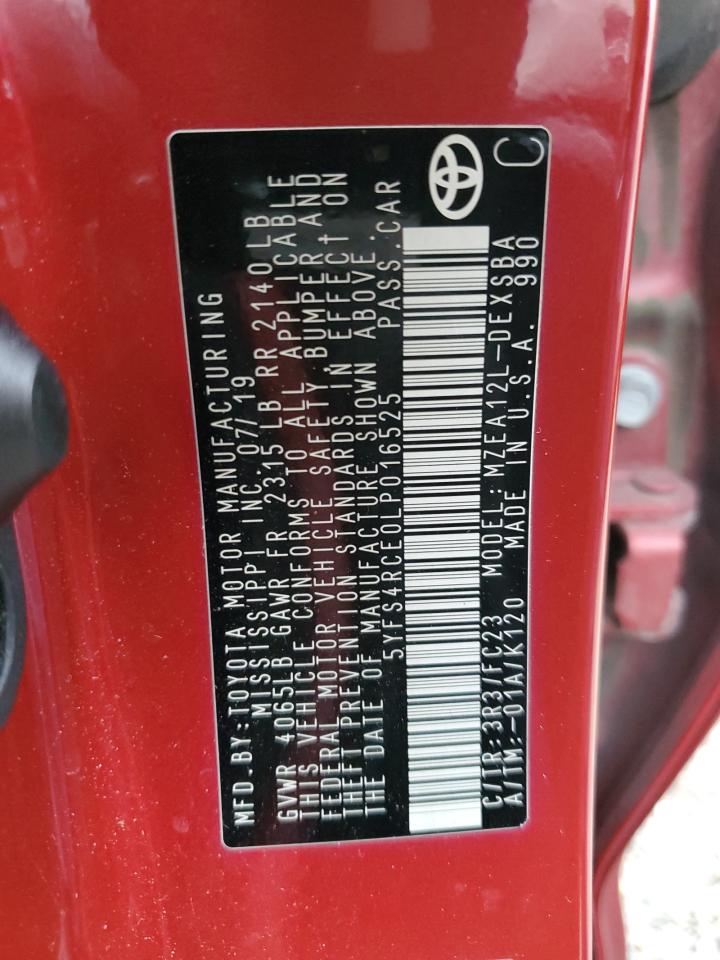 MFD.BY:TOYOTA MOTOR MANUFACTURING
MISSISSIPPI INC.07/19
GVWR 4065LB GAWR FR 2315 LB RR 2140LB
THIS VEHICLE CONFORMS TO ALL APPLICABLE
FEDERAL MOTOR VEHICLE SAFETY,BUMPER,AND
THEFT PREVENTION STANDARDS IN EFFECT ON
THE DATE OF MANUFACTURE SHOWN ABOVE.
5YFS4RCE0LP016525 PASS.CAR
C/TR:3R3/FC23 MODEL:MZEA12L-DEXSBA
A/TM:-01A/K120 MADE IN U.S.A. 990
C